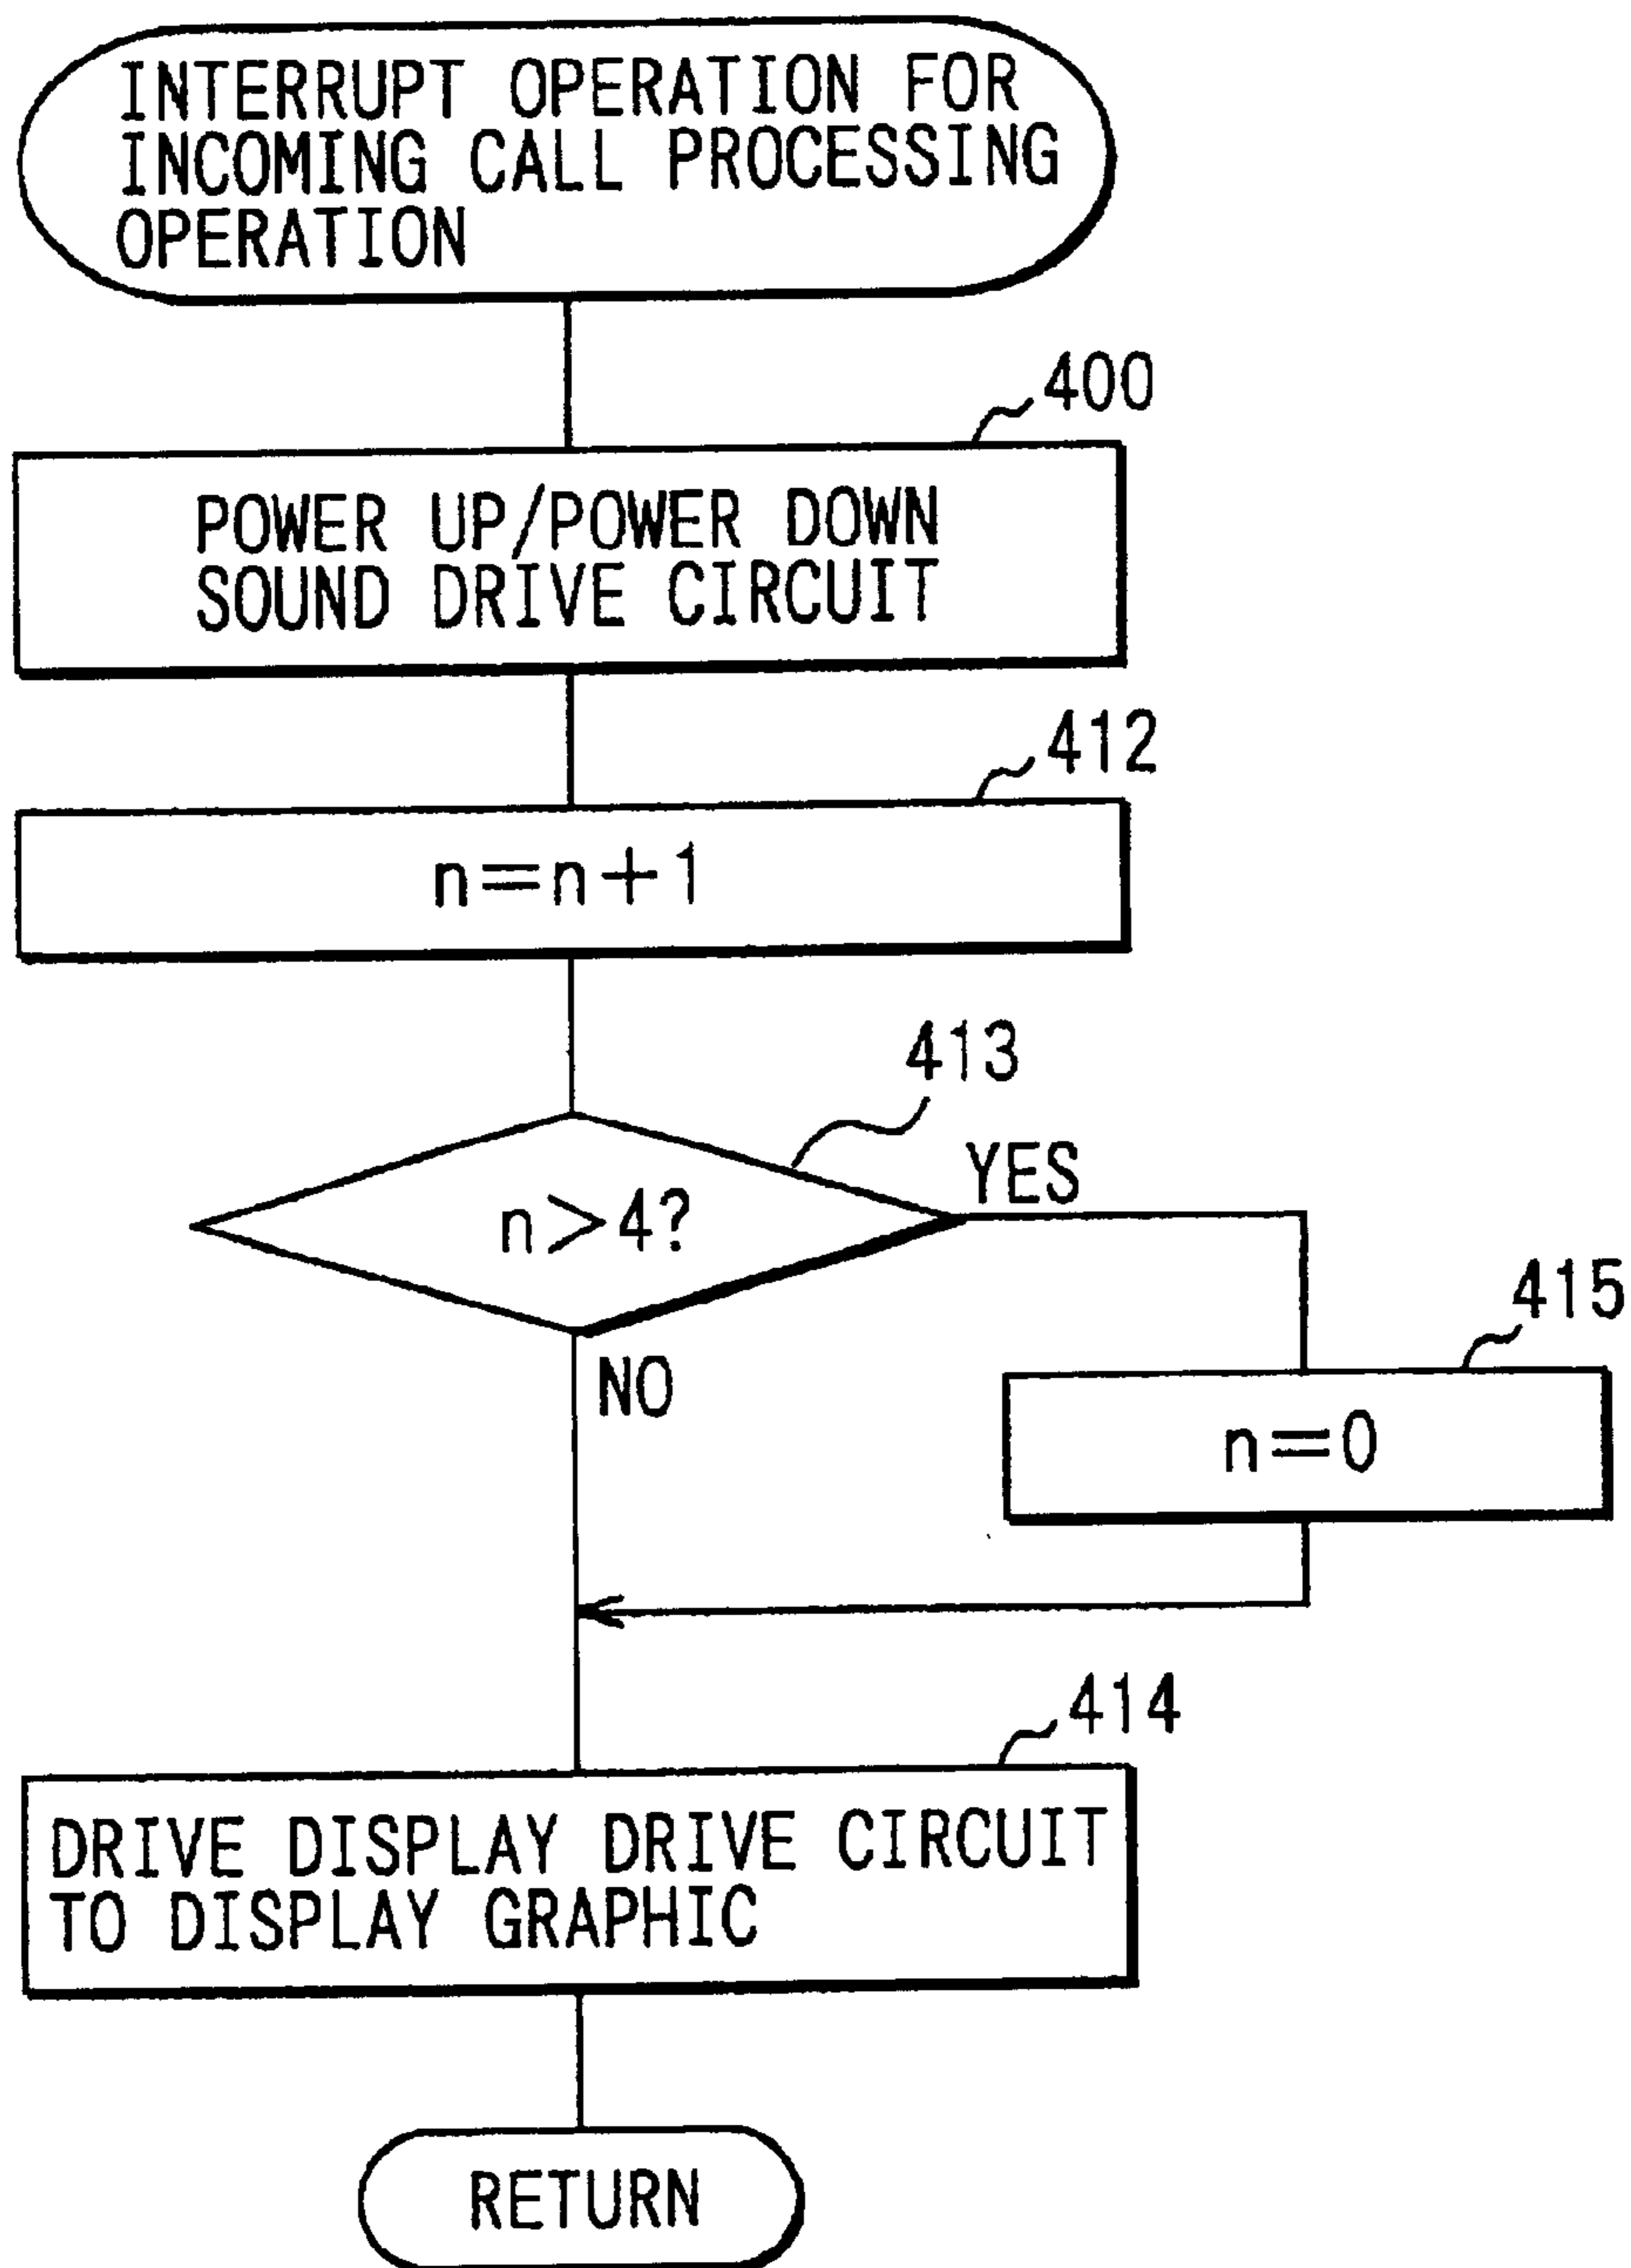 INTERRUPT OPERATION FOR
INCOMING CALL PROCESSING
OPERATION
400
POWER UP/POWER DOWN
SOUND DRIVE CIRCUIT
412
n=n+1
413
n>4?
YES
415
NO
n=0
414
DRIVE DISPLAY DRIVE CIRCUIT
TO DISPLAY GRAPHIC
RETURN